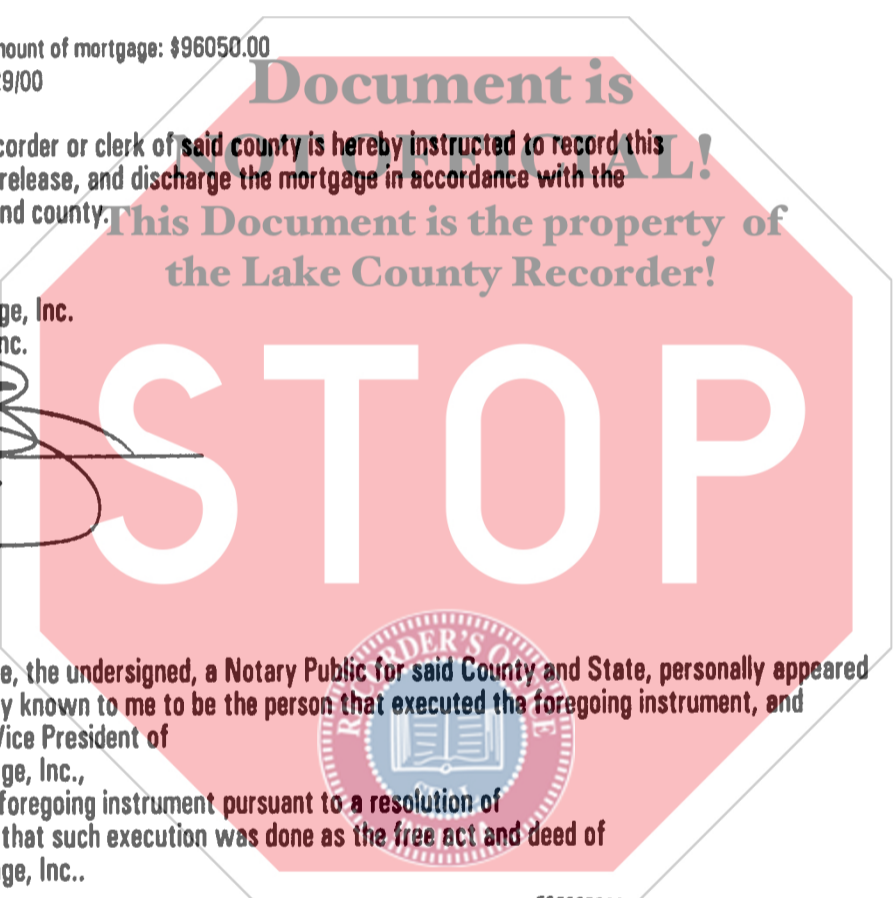 mount of mortgage: $96050.00
Document is
29/00
corder or clerk of said county is hereby instructed to record this
NOT OFFICIAL!
release, and discharge the mortgage in accordance with the
nd county.
This Document is the property of
the Lake County Recorder!
ge, Inc.
nc.
STOP
RECORDER'S OFFICE
e, the undersigned, a Notary Public for said County and State, personally appeared
y known to me to be the person that executed the foregoing instrument, and
Vice President of
ge, Inc.,
SEAL
foregoing instrument pursuant to a resolution of
INDIANA
that such execution was done as the free act and deed of
ge, Inc..